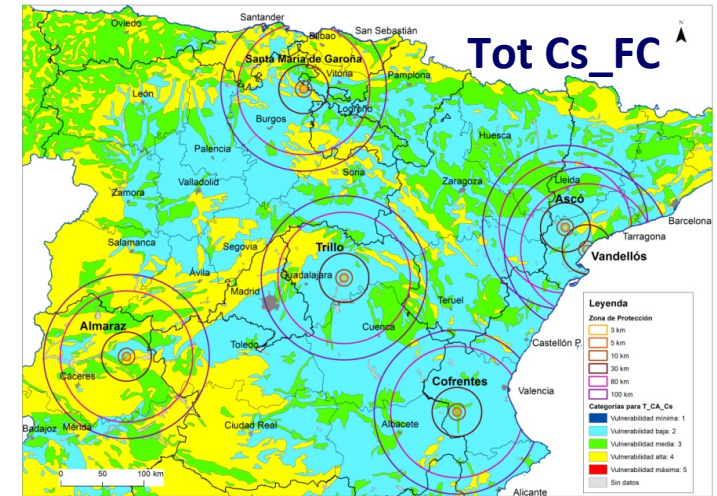 Tot Cs_FC
N
Oviedo
Santander
Bilbao
San Sebastián
Santa María de Garoña
Vitoria
Pamplona
León
Logroño
Burgos
Huesca
Palencia
Soria
Lleida
Zaragoza
Valladolid
Zamora
Ascó
Barcelona
Tarragona
Salamanca
Segovia
Trillo
Vandellós
Ávila
Guadalajara
Madrid
Teruel
Almaraz
Cuenca
Castellón P.
Toledo
Cáceres
Cofrentes
Valencia
Badajoz
Mérida
Ciudad Real
Albacete
Alicante
0 50 100 km
Leyenda
Zona de Protección
3 km
5 km
10 km
30 km
80 km
100 km
Categorías para T_CA_Cs
Vulnerabilidad mínima: 1
Vulnerabilidad baja: 2
Vulnerabilidad media: 3
Vulnerabilidad alta: 4
Vulnerabilidad máxima: 5
Sin datos